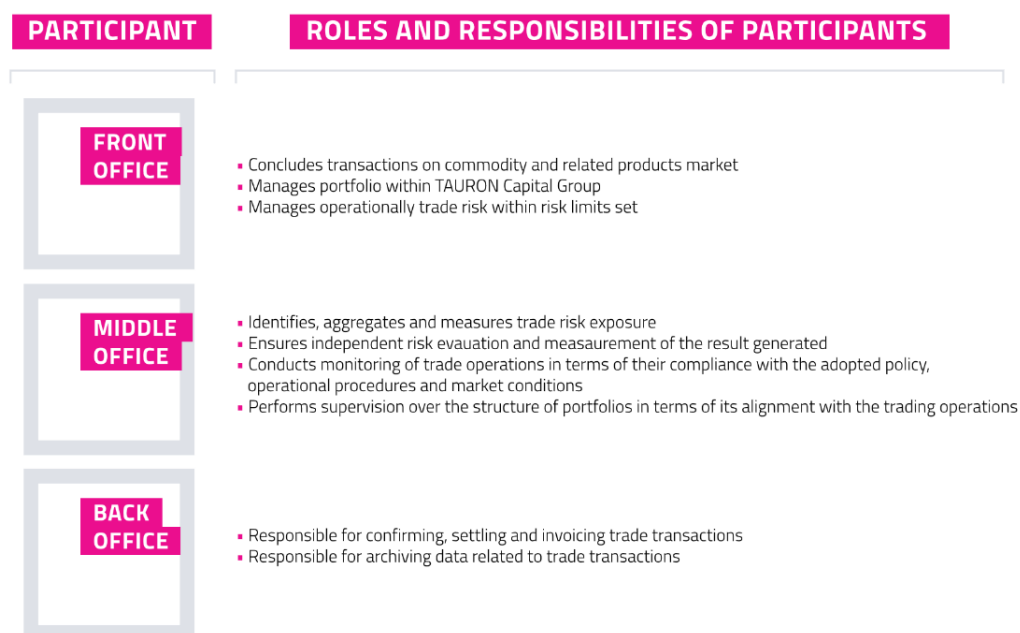 PARTICIPANT
ROLES AND RESPONSIBILITIES OF PARTICIPANTS
FRONT
OFFICE
▪ Concludes transactions on commodity and related products market
▪ Manages portfolio within TAURON Capital Group
▪ Manages operationally trade risk within risk limits set
MIDDLE
OFFICE
▪ Identifies, aggregates and measures trade risk exposure
▪ Ensures independent risk evauation and measaurement of the result generated
▪ Conducts monitoring of trade operations in terms of their compliance with the adopted policy,
operational procedures and market conditions
▪ Performs supervision over the structure of portfolios in terms of its alignment with the trading operations
BACK
OFFICE
▪ Responsible for confirming, settling and invoicing trade transactions
▪ Responsible for archiving data related to trade transactions